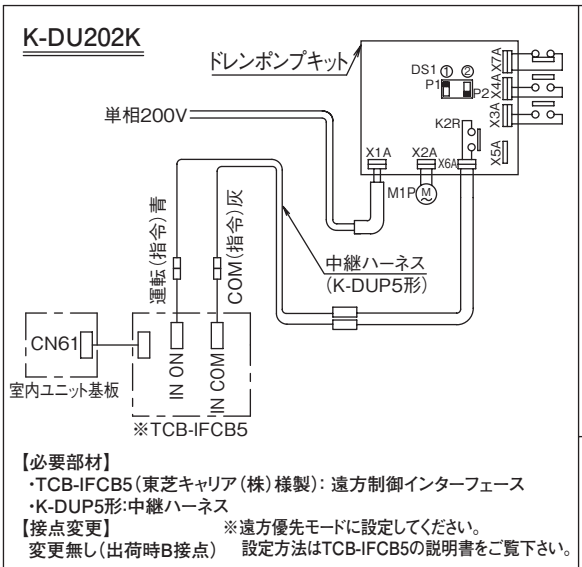 K-DU202K
ドレンポンプキット
DS1 ① ②
P1
P2
X7A
X4A
X3A
単相200V
K2R
X1A
X2A
X6A
X5A
M1P
M
運転(指令)青
COM(指令)灰
中継ハーネス
(K-DUP5形)
CN61
IN ON
IN COM
室内ユニット基板
※TCB-IFCB5
【必要部材】
・TCB-IFCB5(東芝キャリア(株)様製):遠方制御インターフェース
・K-DUP5形:中継ハーネス
【接点変更】 ※遠方優先モードに設定してください。
変更無し(出荷時B接点) 設定方法はTCB-IFCB5の説明書をご覧下さい。